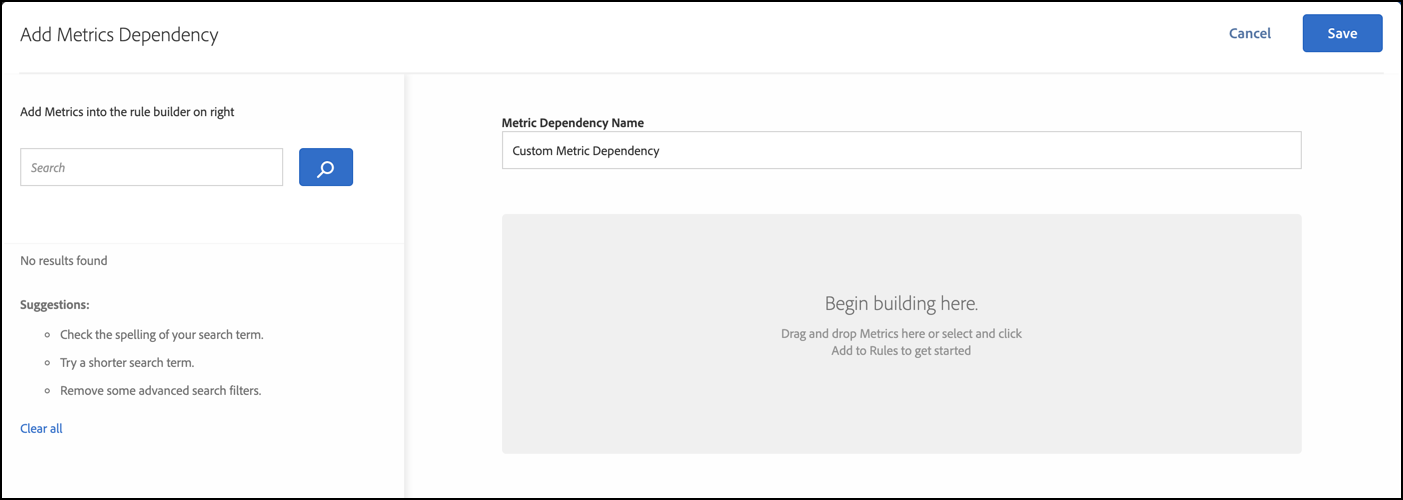 Add Metrics Dependency
Cancel
Save
Add Metrics into the rule builder on right
Search
No results found
Suggestions:
Check the spelling of your search term.
Try a shorter search term.
Remove some advanced search filters.
Clear all
Metric Dependency Name
Custom Metric Dependency
Begin building here.
Drag and drop Metrics here or select and click
Add to Rules to get started